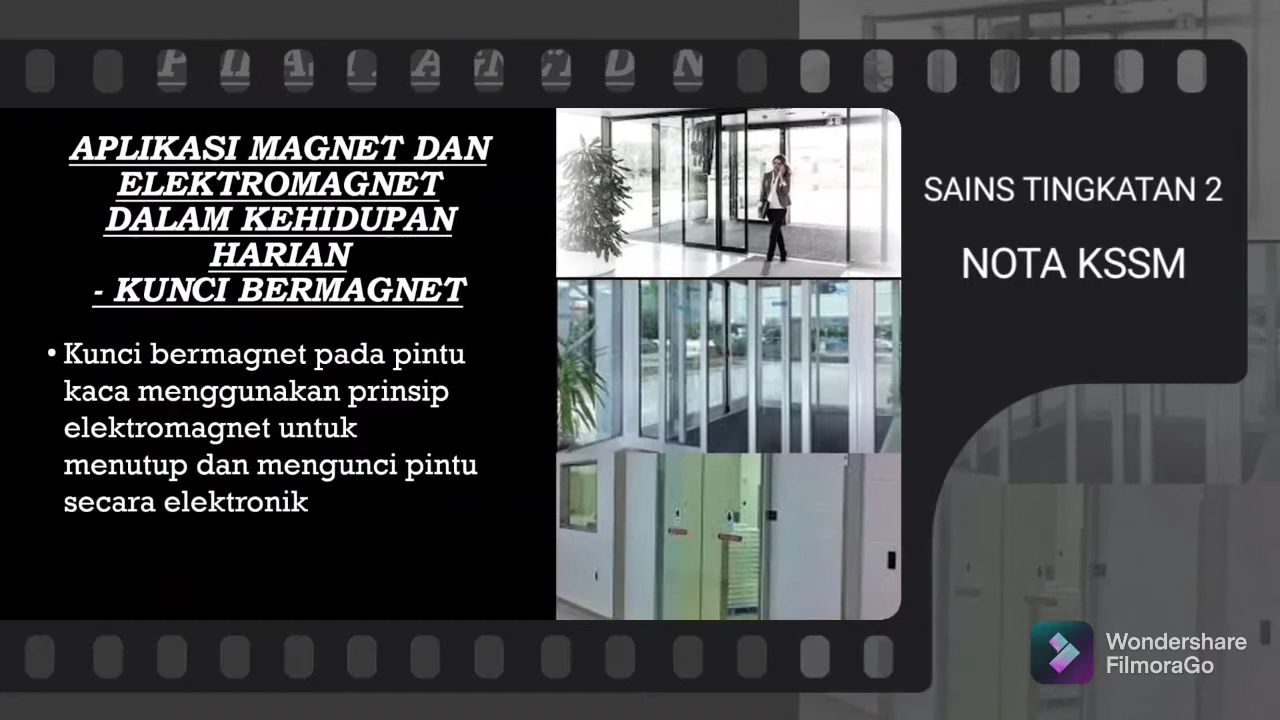 APLIKASI MAGNET DAN
ELEKTROMAGNET
DALAM KEHIDUPAN
HARIAN
- KUNCI BERMAGNET
• Kunci bermagnet pada pintu
kaca menggunakan prinsip
elektromagnet untuk
menutup dan mengunci pintu
secara elektronik
SAINS TINGKATAN 2
NOTA KSSM
Wondershare
FilmoraGo